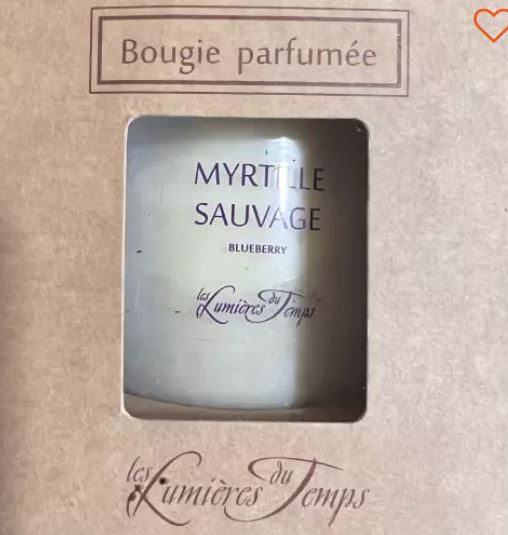 Bougie parfumée
MYRTILLE
SAUVAGE
BLUEBERRY
les Lumières du Temps
les Lumières du Temps